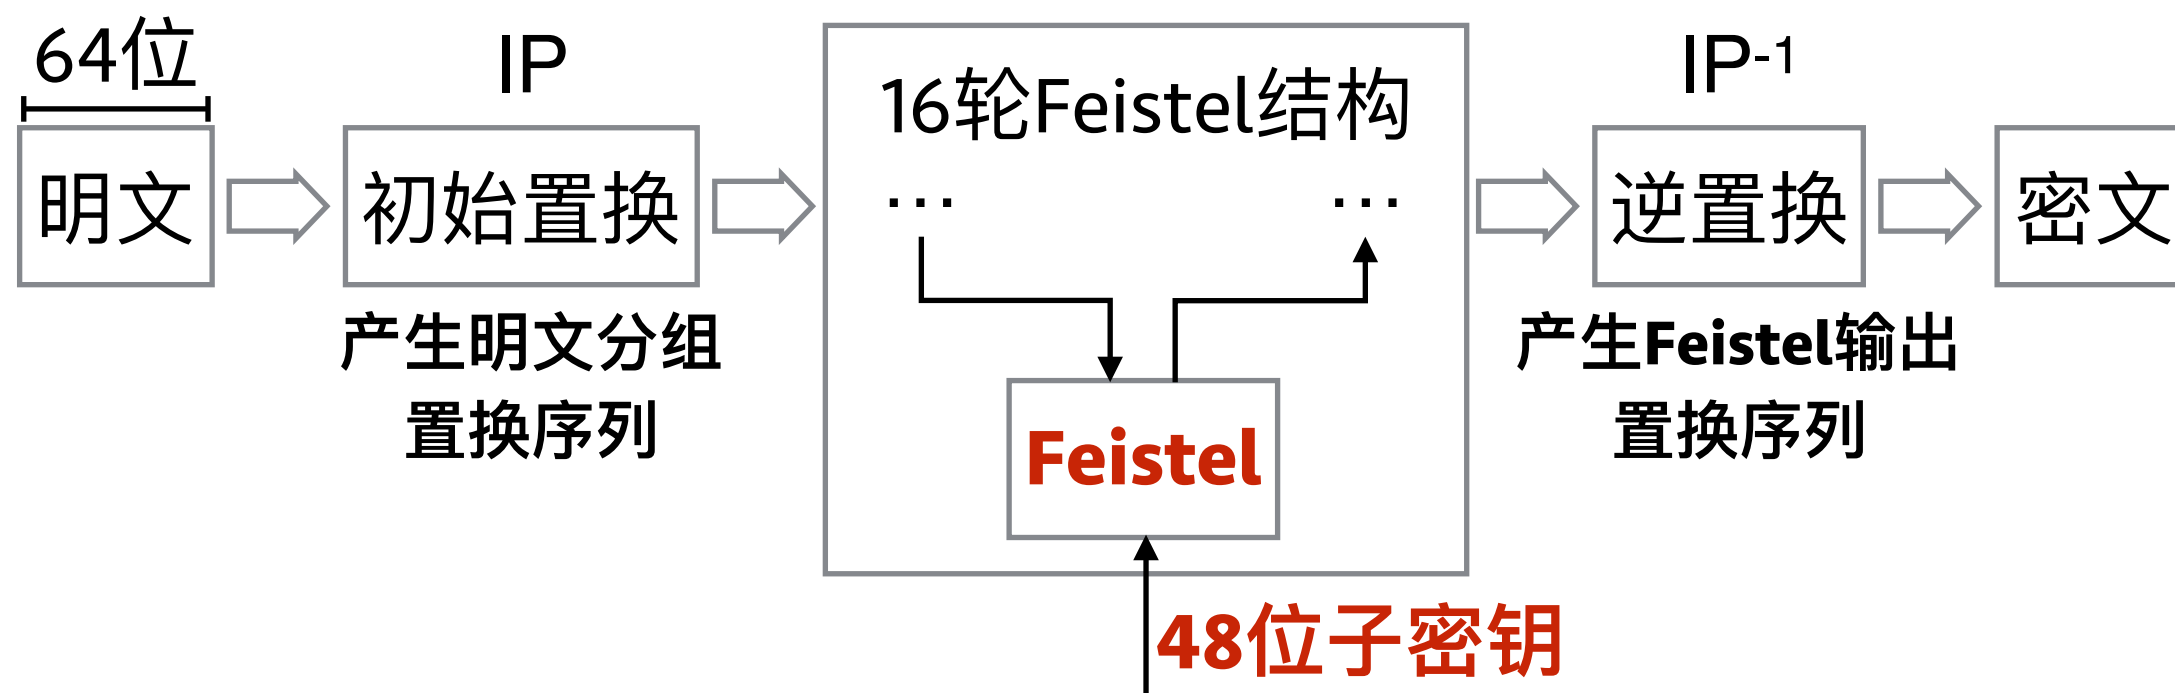 64位
IP
16轮Feistel结构
IP-1
明文
初始置换
...
...
逆置换
密文
产生明文分组
置换序列
产生Feistel输出
置换序列
Feistel
48位子密钥